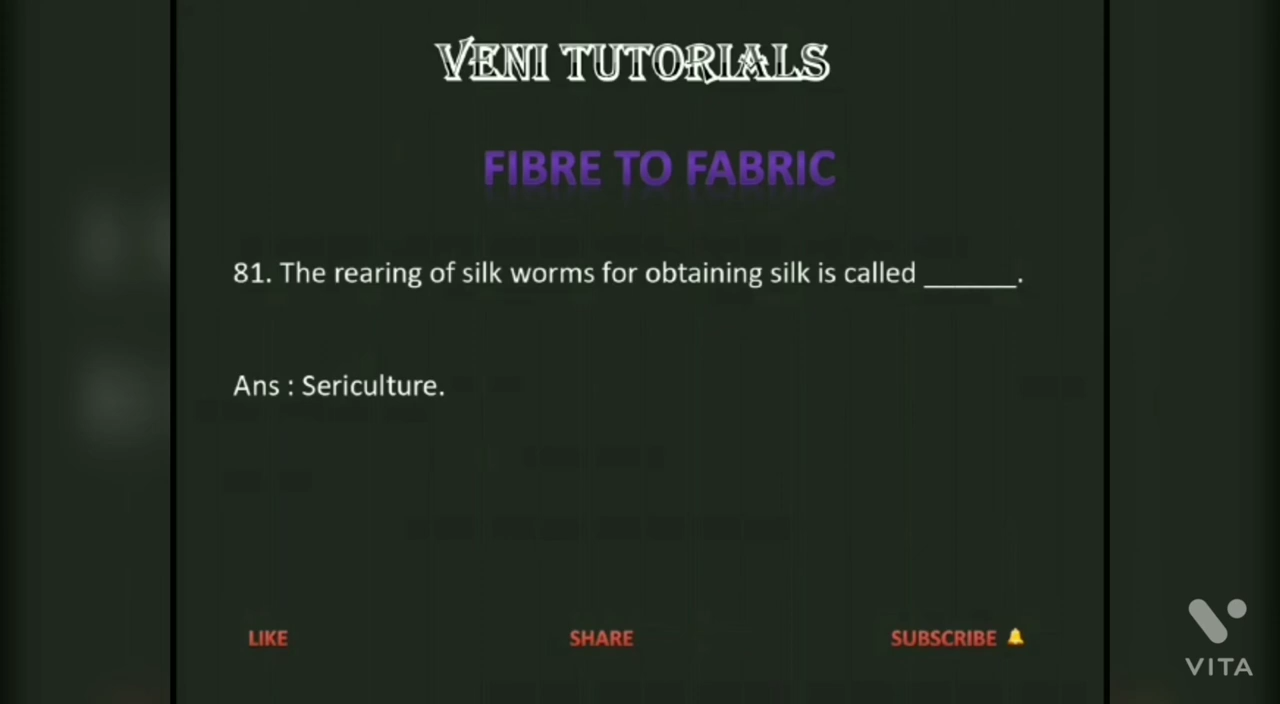 VENI TUTORIALS
FIBRE TO FABRIC
81. The rearing of silk worms for obtaining silk is called ______.
Ans : Sericulture.
LIKE SHARE SUBSCRIBE 🔔
VITA